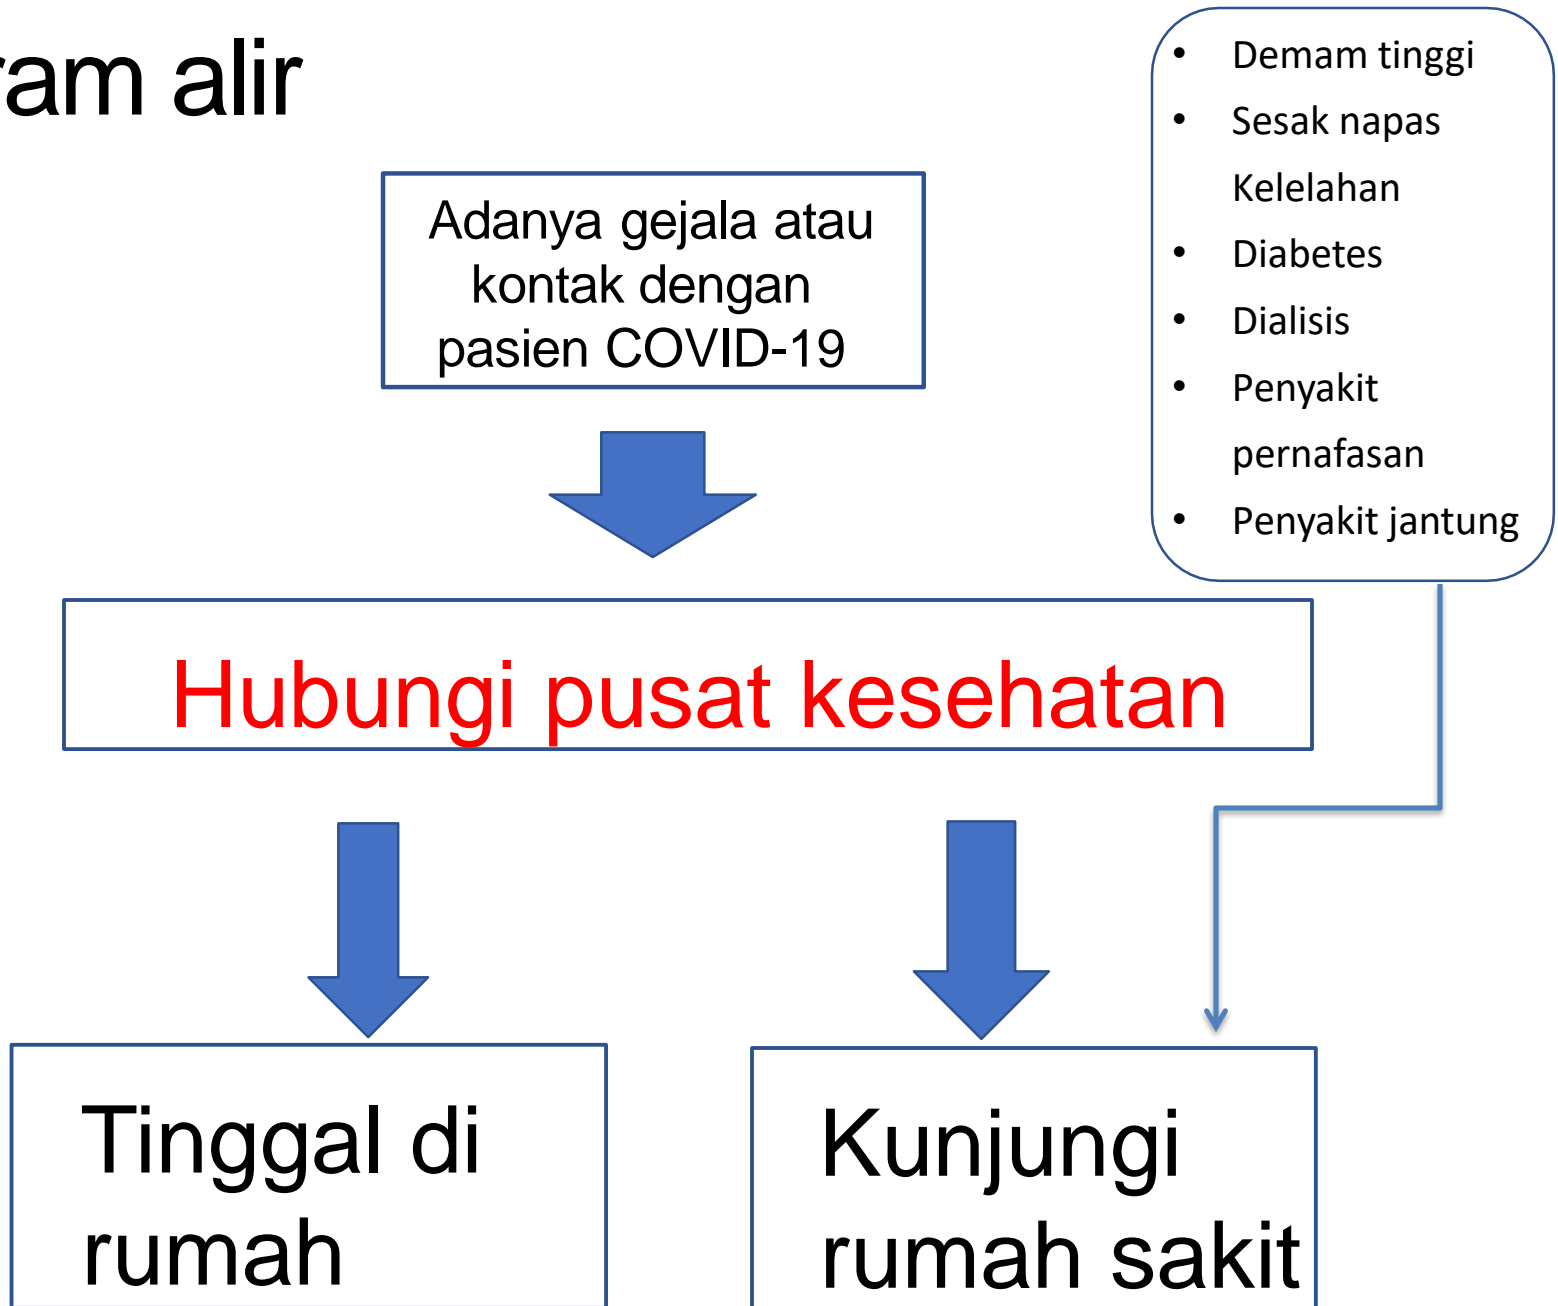 ram alir
• Demam tinggi
• Sesak napas
Kelelahan
• Diabetes
• Dialisis
• Penyakit
pernafasan
• Penyakit jantung
Adanya gejala atau
kontak dengan
pasien COVID-19
Hubungi pusat kesehatan
Tinggal di
rumah
Kunjungi
rumah sakit